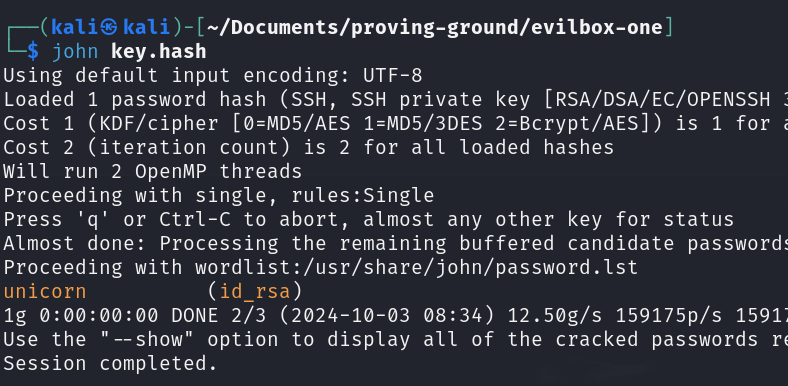 ┌──(kali㉿kali)-[~/Documents/proving-ground/evilbox-one]
└─$ john key.hash
Using default input encoding: UTF-8
Loaded 1 password hash (SSH, SSH private key [RSA/DSA/EC/OPENSSH
Cost 1 (KDF/cipher [0=MD5/AES 1=MD5/3DES 2=Bcrypt/AES]) is 1 for
Cost 2 (iteration count) is 2 for all loaded hashes
Will run 2 OpenMP threads
Proceeding with single, rules:Single
Press 'q' or Ctrl-C to abort, almost any other key for status
Almost done: Processing the remaining buffered candidate passwords
Proceeding with wordlist:/usr/share/john/password.lst
unicorn          (id_rsa)
1g 0:00:00:00 DONE 2/3 (2024-10-03 08:34) 12.50g/s 159175p/s 1591
Use the "--show" option to display all of the cracked passwords re
Session completed.